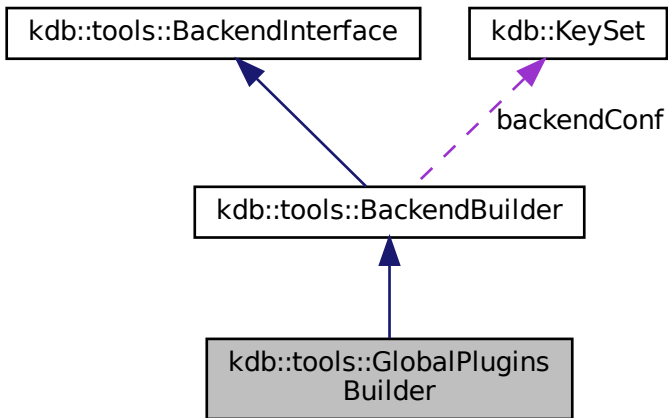 kdb::tools::BackendInterface
kdb::KeySet
backendConf
kdb::tools::BackendBuilder
kdb::tools::GlobalPlugins
Builder